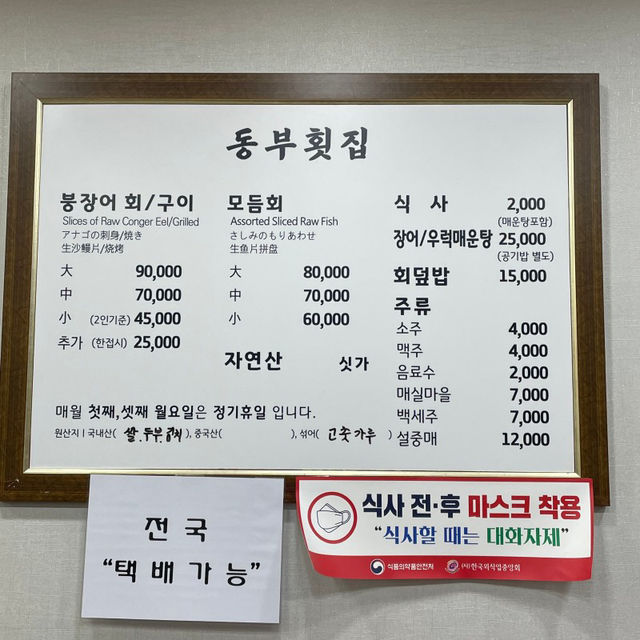 동부횟집
붕장어 회/구이
Slices of Raw Conger Eel/Grilled
アナゴの刺身/焼き
生沙鳗片/烧烤
大 90,000
中 70,000
小 (2인기준) 45,000
추가 (한접시) 25,000
모듬회
Assorted Sliced Raw Fish
さしみのもりあわせ
生鱼片拼盘
大 80,000
中 70,000
小 60,000
자연산 싯가
식 사 2,000
(매운탕포함)
장어/우럭매운탕 25,000
(공기밥 별도)
회덮밥 15,000
주류
소주 4,000
맥주 4,000
음료수 2,000
매실마을 7,000
백세주 7,000
설중매 12,000
매월 첫째,셋째 월요일은 정기휴일 입니다.
원산지 | 국내산( 쌀.두부. ), 중국산( ), 섞어( 고춧가루 )
전국
“택배가능”
식사 전·후 마스크 착용
“식사할 때는 대화자제”
식품의약품안전처 (사)한국외식업중앙회